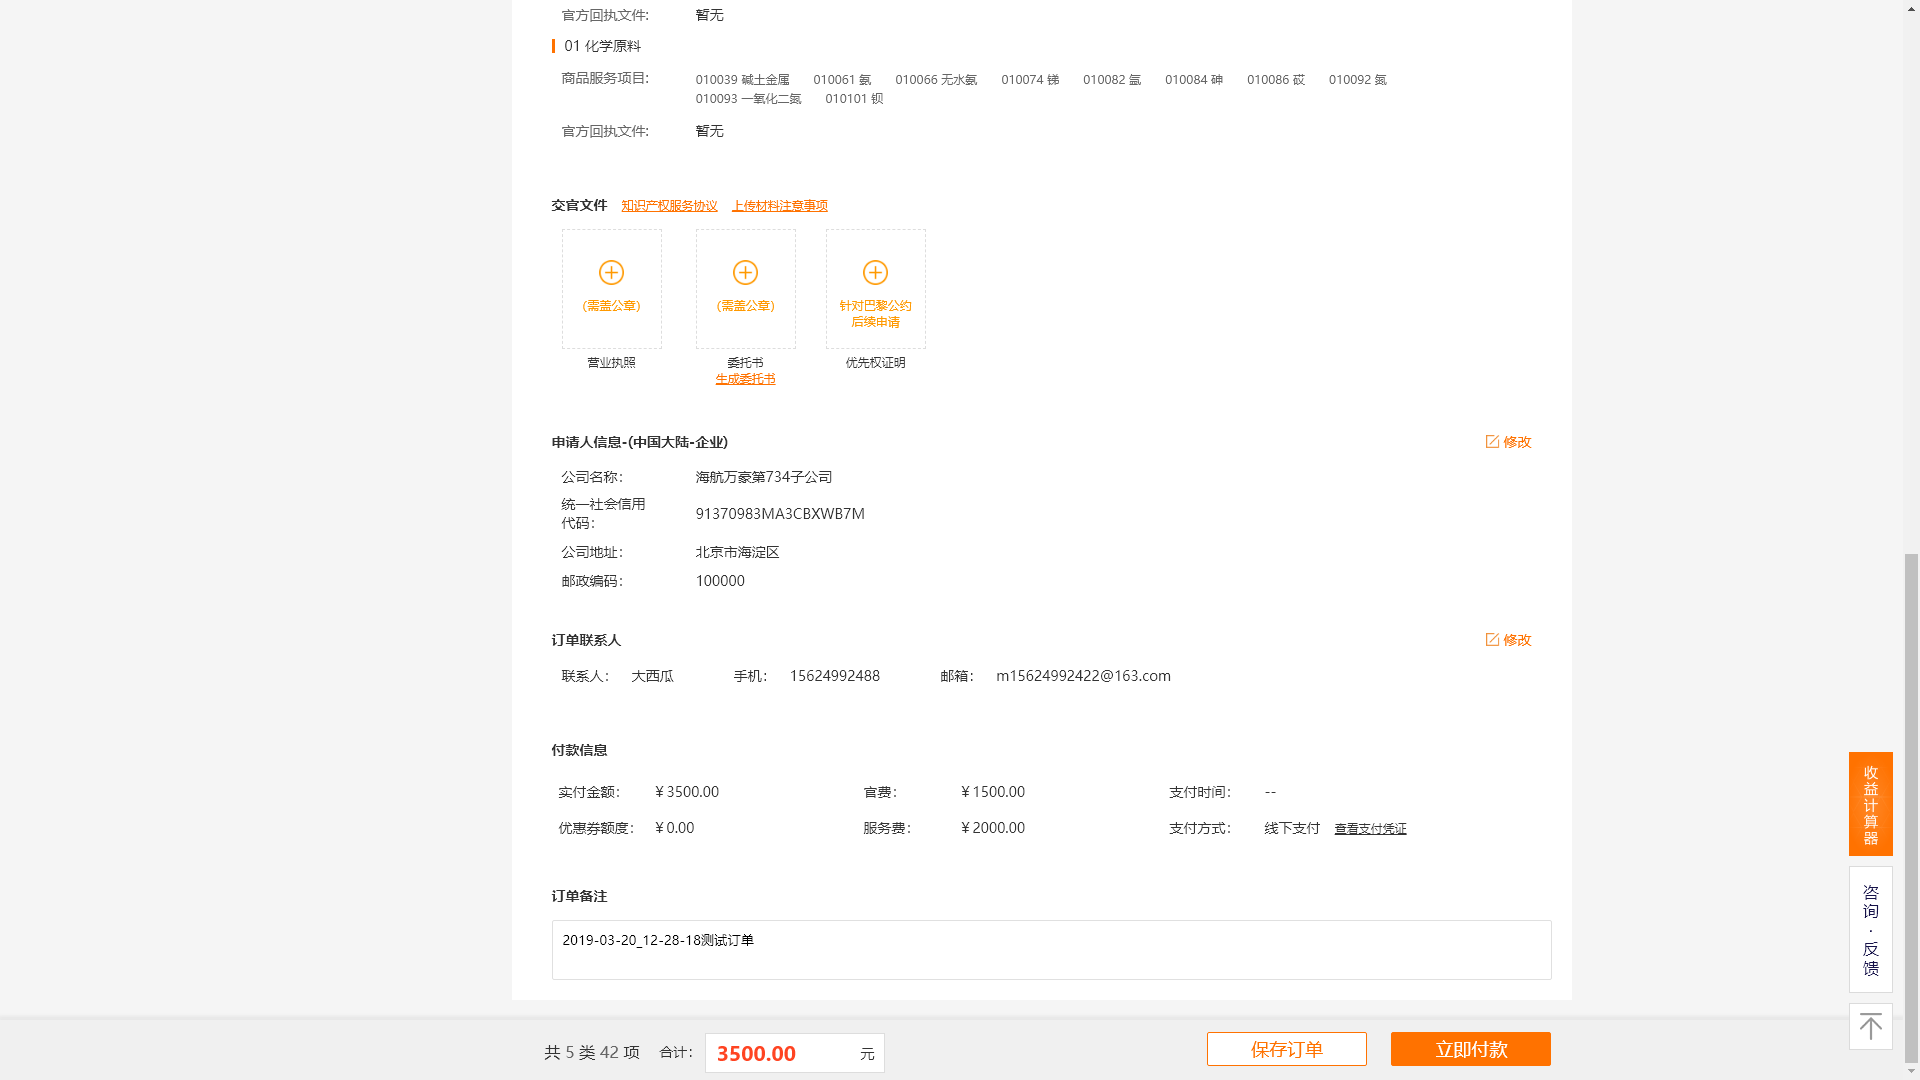 官方回执文件: 暂无
01 化学原料
商品服务项目: 010039 碱土金属 010061 氨 010066 无水氨 010074 锑 010082 氩 010084 砷 010086 砹 010092 氮
010093 一氧化二氮 010101 钡
官方回执文件: 暂无
交官文件 知识产权服务协议 上传材料注意事项
(需盖公章) (需盖公章) 针对巴黎公约
后续申请
营业执照 委托书 优先权证明
生成委托书
申请人信息-(中国大陆-企业) 修改
公司名称: 海航万豪第734子公司
统一社会信用
代码: 91370983MA3CBXWB7M
公司地址: 北京市海淀区
邮政编码: 100000
订单联系人 修改
联系人: 大西瓜 手机: 15624992488 邮箱: m15624992422@163.com
付款信息
实付金额: ¥3500.00 官费: ¥1500.00 支付时间: --
优惠券额度: ¥0.00 服务费: ¥2000.00 支付方式: 线下支付 查看支付凭证
订单备注
2019-03-20_12-28-18测试订单
共 5 类 42 项 合计: 3500.00 元 保存订单 立即付款
收益计算器
咨询·反馈